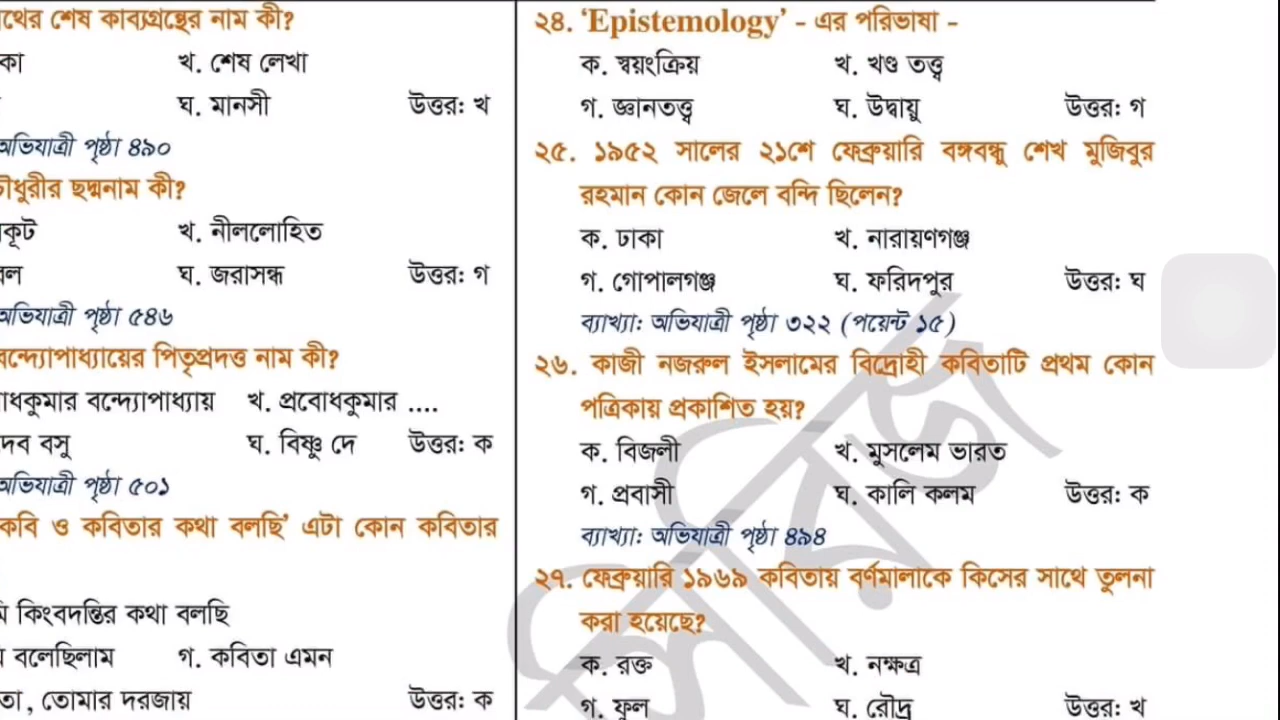 থের শেষ কাব্যগ্রন্থের নাম কী?
কা খ. শেষ লেখা
ঘ. মানসী উত্তর: খ
অভিযাত্রী পৃষ্ঠা ৪৯০
চৌধুরীর ছদ্মনাম কী?
কূট খ. নীললোহিত
বল ঘ. জরাসন্ধ উত্তর: গ
অভিযাত্রী পৃষ্ঠা ৫৪৬
বন্দ্যোপাধ্যায়ের পিতৃপ্রদত্ত নাম কী?
ধকুমার বন্দ্যোপাধ্যায় খ. প্রবোধকুমার ....
দেব বসু ঘ. বিষ্ণু দে উত্তর: ক
অভিযাত্রী পৃষ্ঠা ৫০১
কবি ও কবিতার কথা বলছি’ এটা কোন কবিতার
মি কিংবদন্তির কথা বলছি
বলেছিলাম গ. কবিতা এমন
তা, তোমার দরজায় উত্তর: ক
২৪. ‘Epistemology’ - এর পরিভাষা -
ক. স্বয়ংক্রিয় খ. খণ্ড তত্ত্ব
গ. জ্ঞানতত্ত্ব ঘ. উদ্বায়ু উত্তর: গ
২৫. ১৯৫২ সালের ২১শে ফেব্রুয়ারি বঙ্গবন্ধু শেখ মুজিবুর
রহমান কোন জেলে বন্দি ছিলেন?
ক. ঢাকা খ. নারায়ণগঞ্জ
গ. গোপালগঞ্জ ঘ. ফরিদপুর উত্তর: ঘ
ব্যাখ্যা: অভিযাত্রী পৃষ্ঠা ৩২২ (পয়েন্ট ১৫)
২৬. কাজী নজরুল ইসলামের বিদ্রোহী কবিতাটি প্রথম কোন
পত্রিকায় প্রকাশিত হয়?
ক. বিজলী খ. মুসলেম ভারত
গ. প্রবাসী ঘ. কালি কলম উত্তর: ক
ব্যাখ্যা: অভিযাত্রী পৃষ্ঠা ৪৯৪
২৭. ফেব্রুয়ারি ১৯৬৯ কবিতায় বর্ণমালাকে কিসের সাথে তুলনা
করা হয়েছে?
ক. রক্ত খ. নক্ষত্র
গ. ফুল ঘ. রৌদ্র উত্তর: খ
সিরিজ